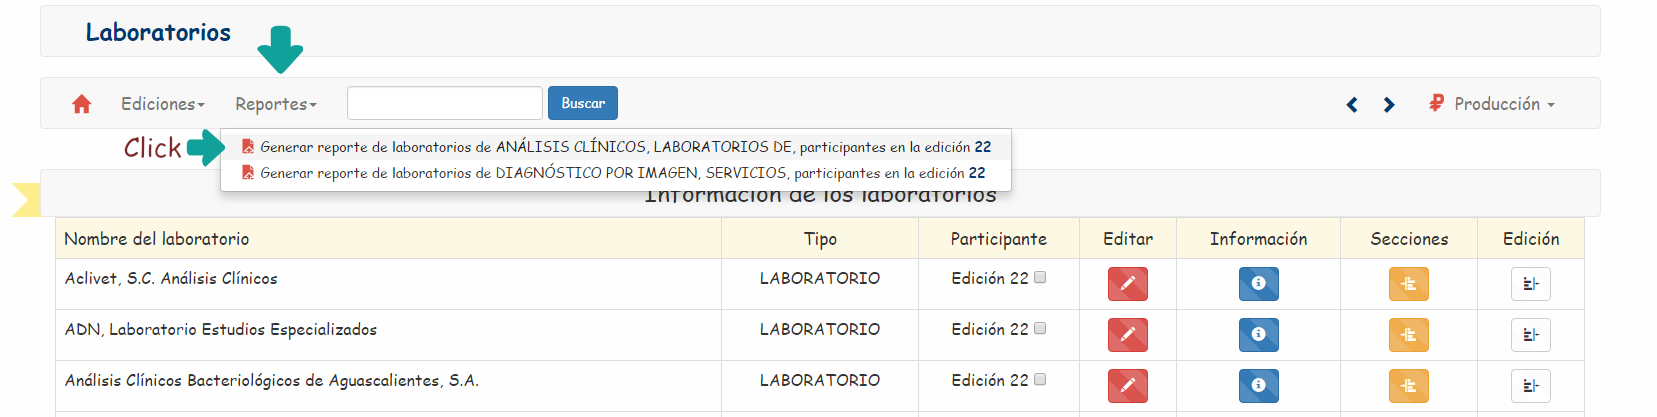 Laboratorios
Ediciones Reportes Buscar Producción
Click
Generar reporte de laboratorios de ANÁLISIS CLÍNICOS, LABORATORIOS DE, participantes en la edición 22
Generar reporte de laboratorios de DIAGNÓSTICO POR IMAGEN, SERVICIOS, participantes en la edición 22
Información de los laboratorios
Nombre del laboratorio Tipo Participante Editar Información Secciones Edición
Aclivet, S.C. Análisis Clínicos LABORATORIO Edición 22
ADN, Laboratorio Estudios Especializados LABORATORIO Edición 22
Análisis Clínicos Bacteriológicos de Aguascalientes, S.A. LABORATORIO Edición 22